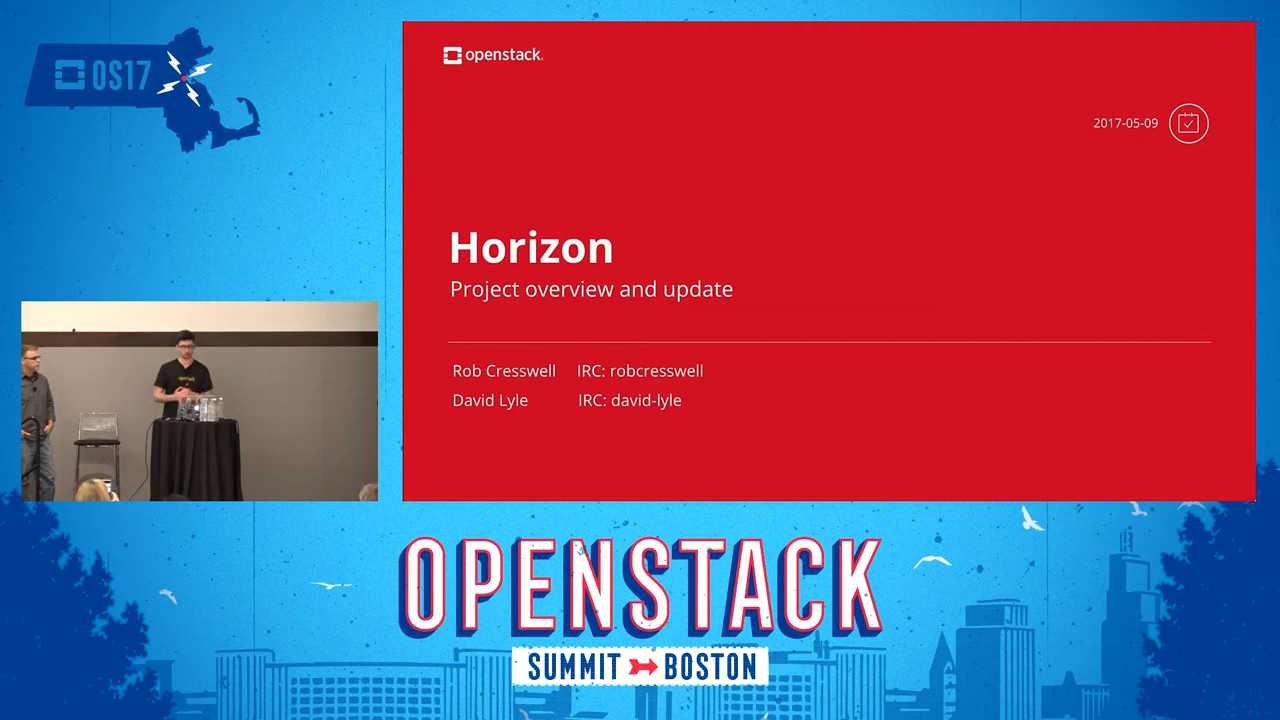 OS17
openstack.
2017-05-09
Horizon
Project overview and update
Rob Cresswell IRC: robcresswell
David Lyle IRC: david-lyle
OPENSTACK
SUMMIT BOSTON